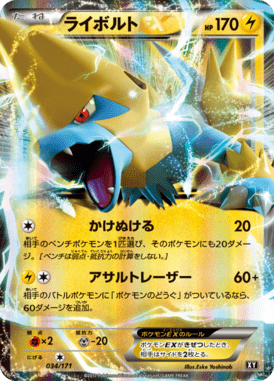 たね
ライボルト HP170
かけぬける 20
相手のベンチポケモンを1匹選び、そのポケモンにも20ダメー
ジ。[ベンチは弱点・抵抗力の計算をしない。]
アサルトレーザー 60+
相手のバトルポケモンに「ポケモンのどうぐ」がついているなら、
60ダメージを追加。
弱点 ×2 抵抗力 -20
にげる
034/171
ポケモンEXのルール
ポケモンEXがきぜつしたとき、
相手はサイドを2枚とる。
Illus.Eske Yoshinob
XY